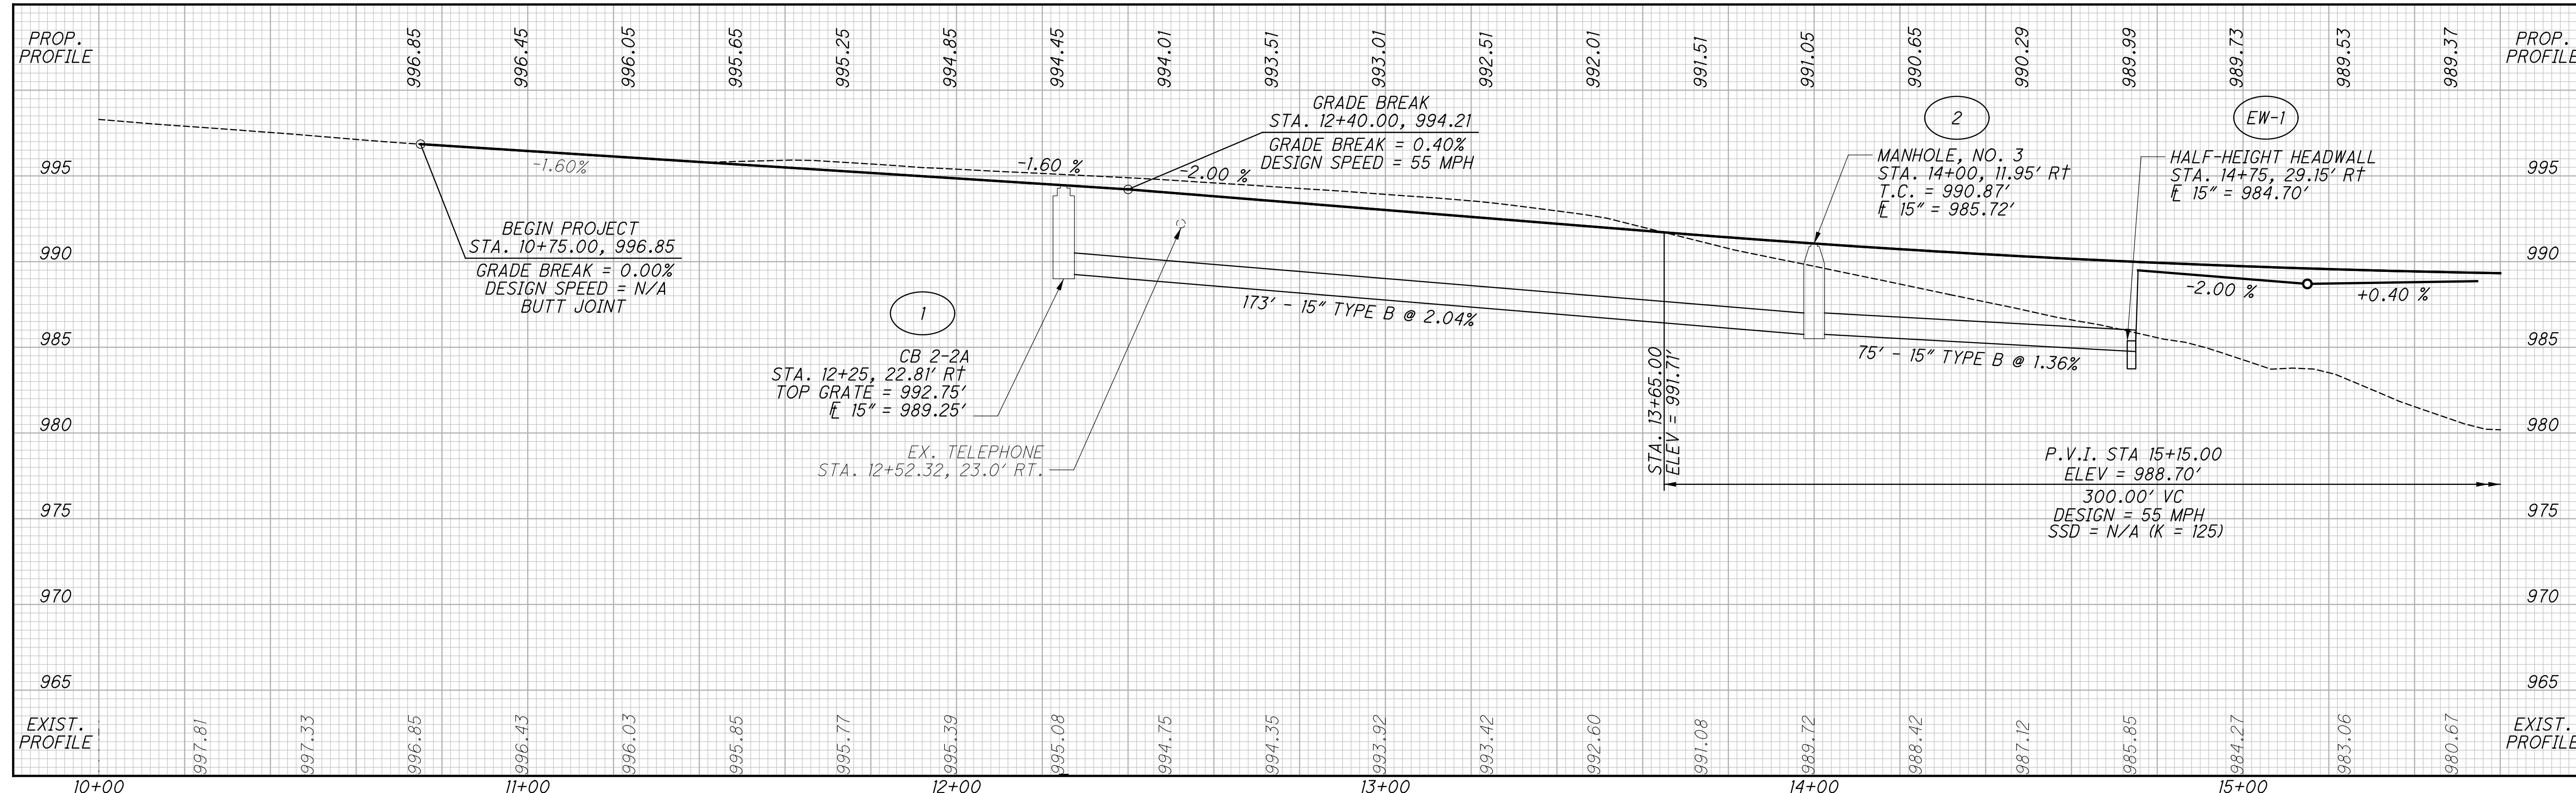 PROP.
PROFILE
996.85
996.45
996.05
995.65
995.25
994.85
994.45
994.01
993.51
993.01
992.51
992.01
991.51
991.05
990.65
990.29
989.99
989.73
989.53
989.37
PROP.
PROFILE
995
990
985
980
975
970
965
-1.60%
BEGIN PROJECT
STA. 10+75.00, 996.85
GRADE BREAK = 0.00%
DESIGN SPEED = N/A
BUTT JOINT
-1.60 %
GRADE BREAK
STA. 12+40.00, 994.21
GRADE BREAK = 0.40%
DESIGN SPEED = 55 MPH
-2.00 %
1
CB 2-2A
STA. 12+25, 22.81' Rt
TOP GRATE = 992.75'
℄ 15" = 989.25'
EX. TELEPHONE
STA. 12+52.32, 23.0' RT.
173' - 15" TYPE B @ 2.04%
STA. 13+65.00
ELEV = 991.71'
2
MANHOLE, NO. 3
STA. 14+00, 11.95' Rt
T.C. = 990.87'
℄ 15" = 985.72'
75' - 15" TYPE B @ 1.36%
EW-1
HALF-HEIGHT HEADWALL
STA. 14+75, 29.15' Rt
℄ 15" = 984.70'
-2.00 %
+0.40 %
P.V.I. STA 15+15.00
ELEV = 988.70'
300.00' VC
DESIGN = 55 MPH
SSD = N/A (K = 125)
995
990
985
980
975
970
965
EXIST.
PROFILE
997.81
997.33
996.85
996.43
996.03
995.85
995.77
995.39
995.08
994.75
994.35
993.92
993.42
992.60
991.08
989.72
988.42
987.12
985.85
984.27
983.06
980.67
EXIST.
PROFILE
10+00
11+00
12+00
13+00
14+00
15+00